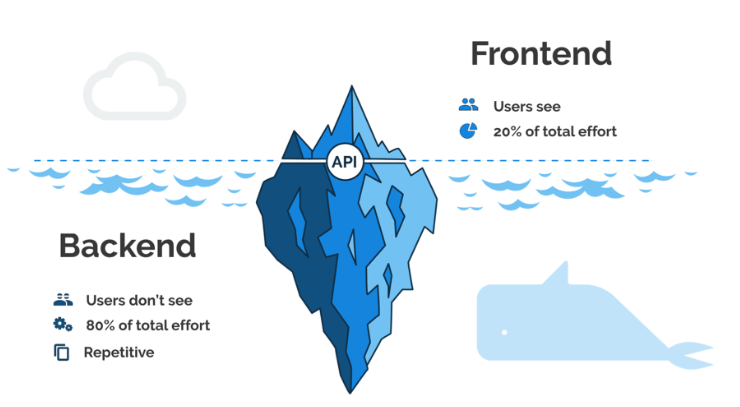 Frontend
Users see
20% of total effort
API
Backend
Users don't see
80% of total effort
Repetitive